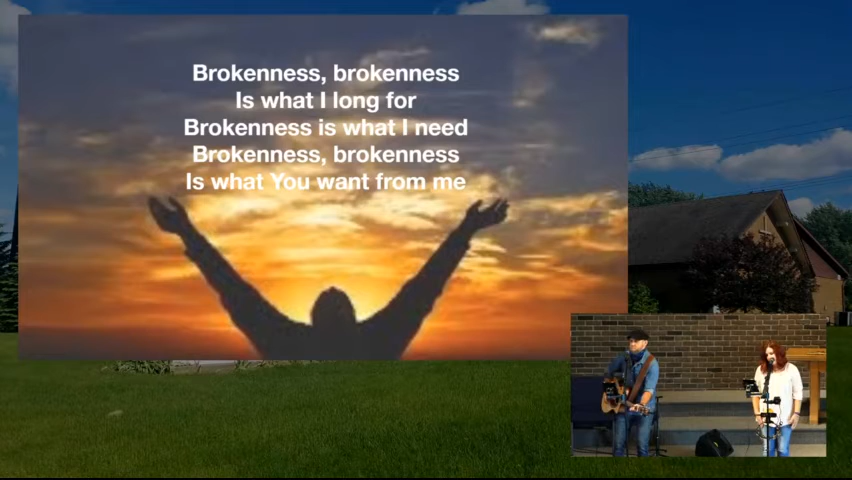 Brokenness, brokenness
Is what I long for
Brokenness is what I need
Brokenness, brokenness
Is what You want from me